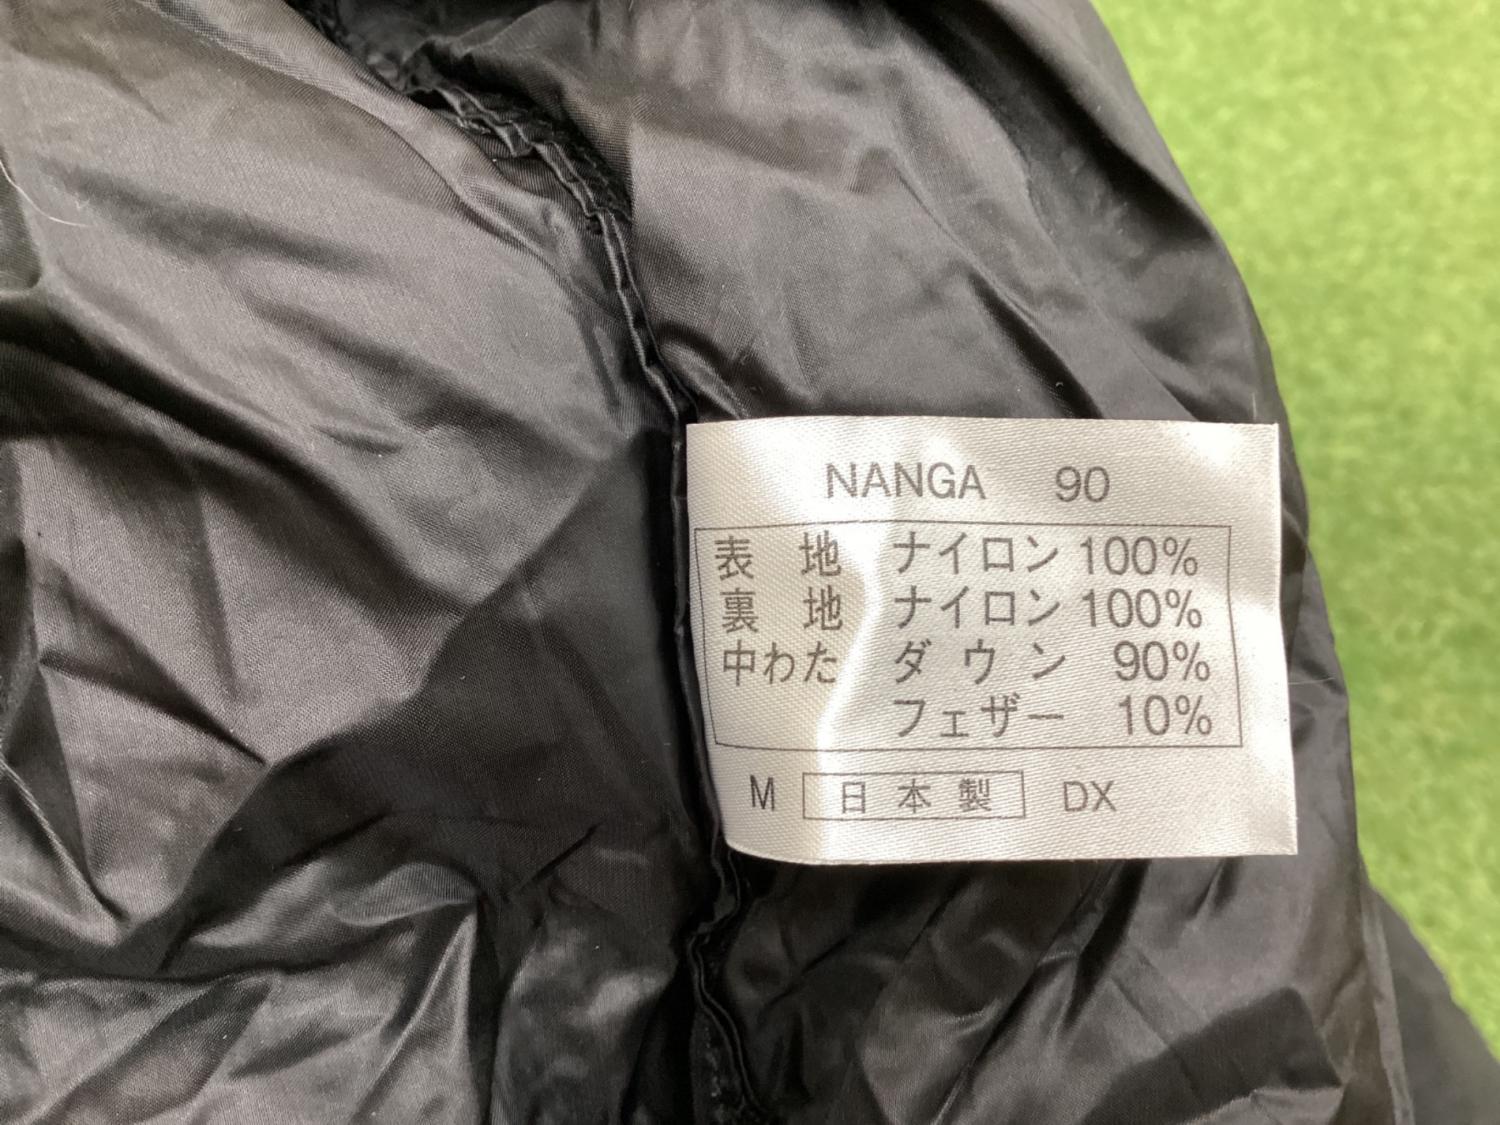 NANGA 90
表 地 ナイロン 100%
裏 地 ナイロン 100%
中わた ダウン 90%
フェザー 10%
M 日本製 DX